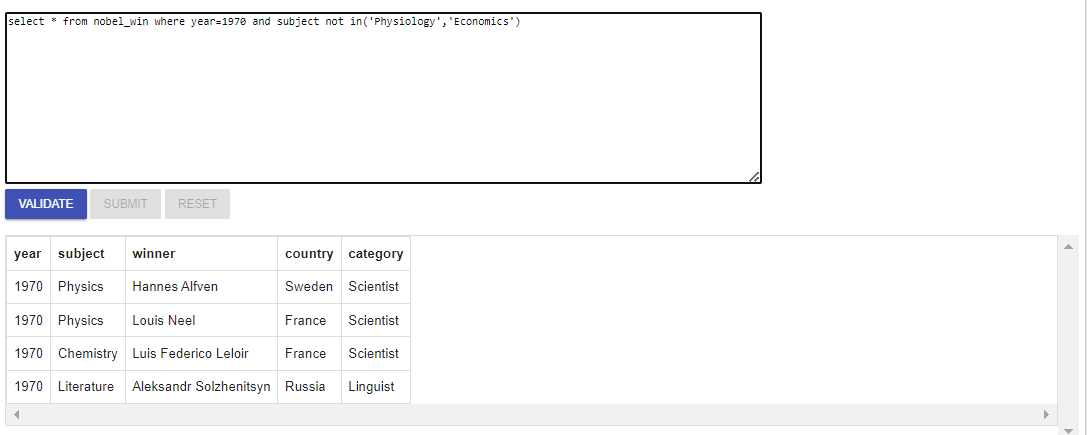 select * from nobel_win where year=1970 and subject not in('Physiology','Economics')
VALIDATE SUBMIT RESET
year subject winner country category
1970 Physics Hannes Alfven Sweden Scientist
1970 Physics Louis Neel France Scientist
1970 Chemistry Luis Federico Leloir France Scientist
1970 Literature Aleksandr Solzhenitsyn Russia Linguist